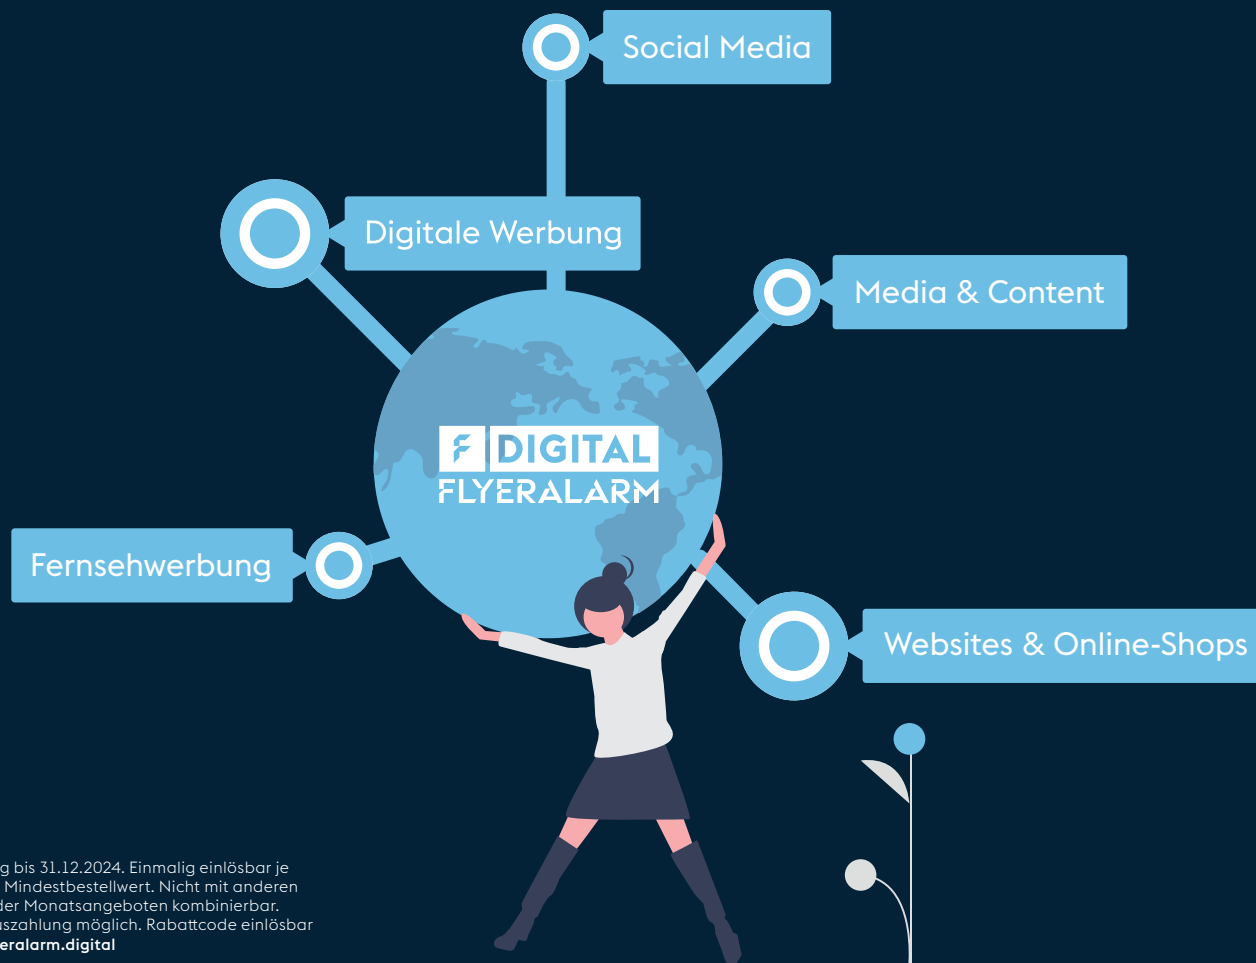 Social Media
Digitale Werbung
Media & Content
F DIGITAL
FLYERALARM
Fernsehwerbung
Websites & Online-Shops
bis 31.12.2024. Einmalig einlösbar je
Mindestbestellwert. Nicht mit anderen
Monatsangeboten kombinierbar.
möglich. Rabattcode einlösbar